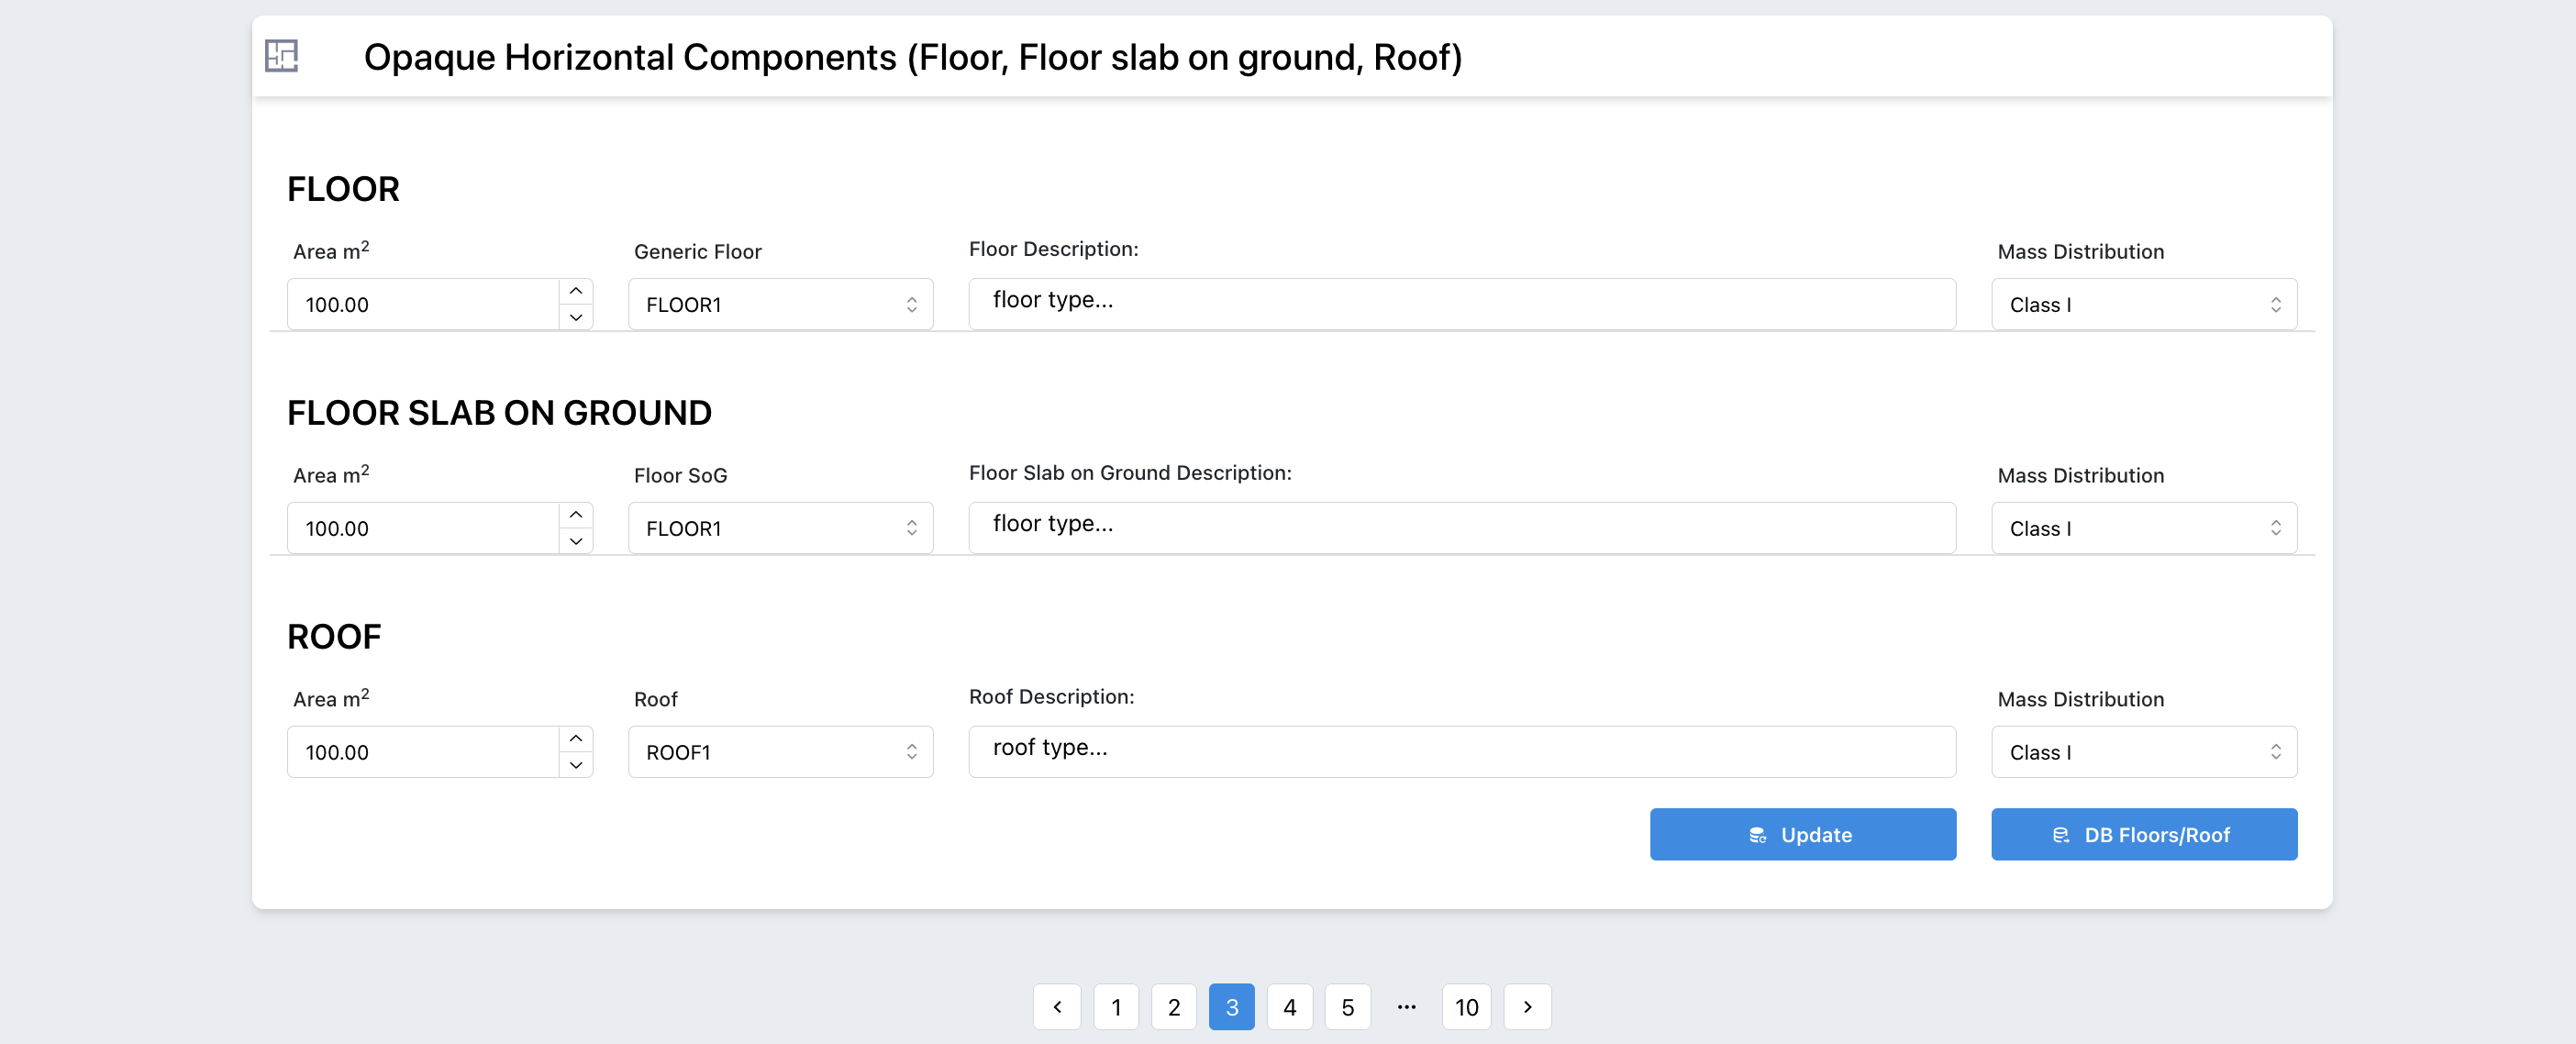 Opaque Horizontal Components (Floor, Floor slab on ground, Roof)
FLOOR
Area m² Generic Floor Floor Description: Mass Distribution
100.00 FLOOR1 floor type... Class I
FLOOR SLAB ON GROUND
Area m² Floor SoG Floor Slab on Ground Description: Mass Distribution
100.00 FLOOR1 floor type... Class I
ROOF
Area m² Roof Roof Description: Mass Distribution
100.00 ROOF1 roof type... Class I
Update DB Floors/Roof
1 2 3 4 5 ••• 10